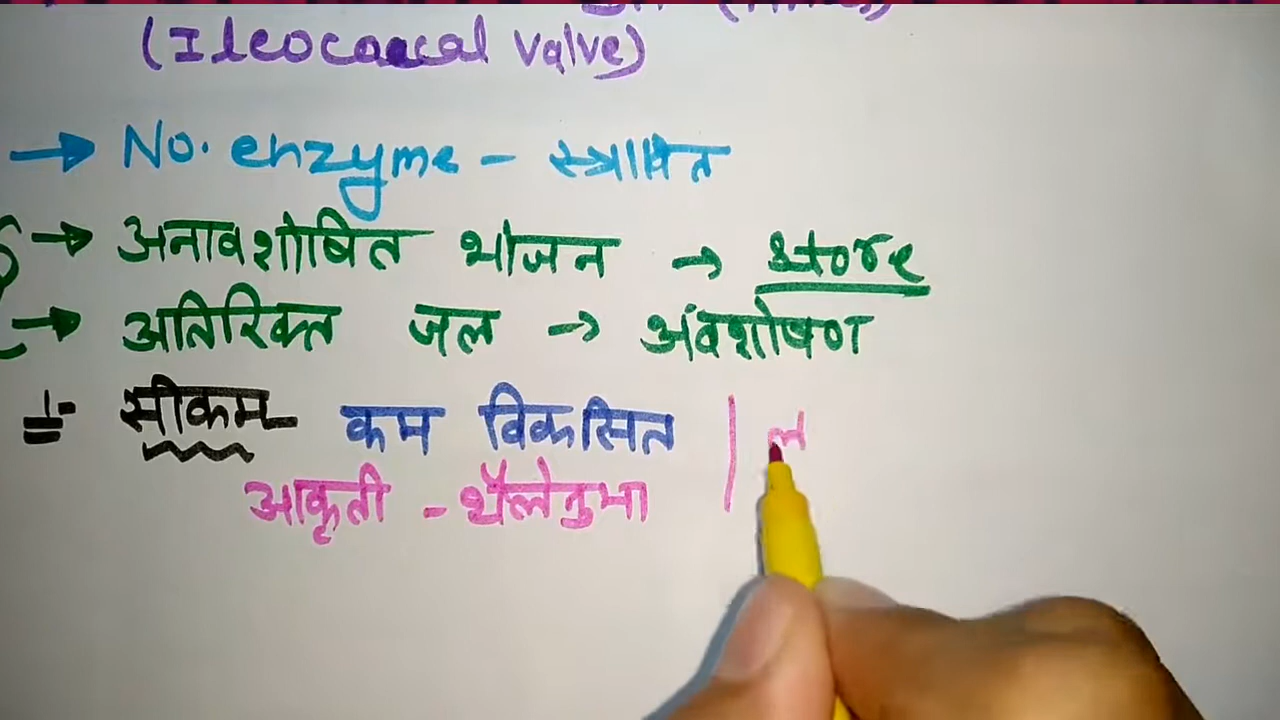 (Ileocaecal valve)
→ No. enzyme - स्त्रावित
→ अनावशोषित भोजन → store
→ अतिरिक्त जल → अवशोषण
सीकम कम विकसित | ल
आकृती - थैलेनुमा